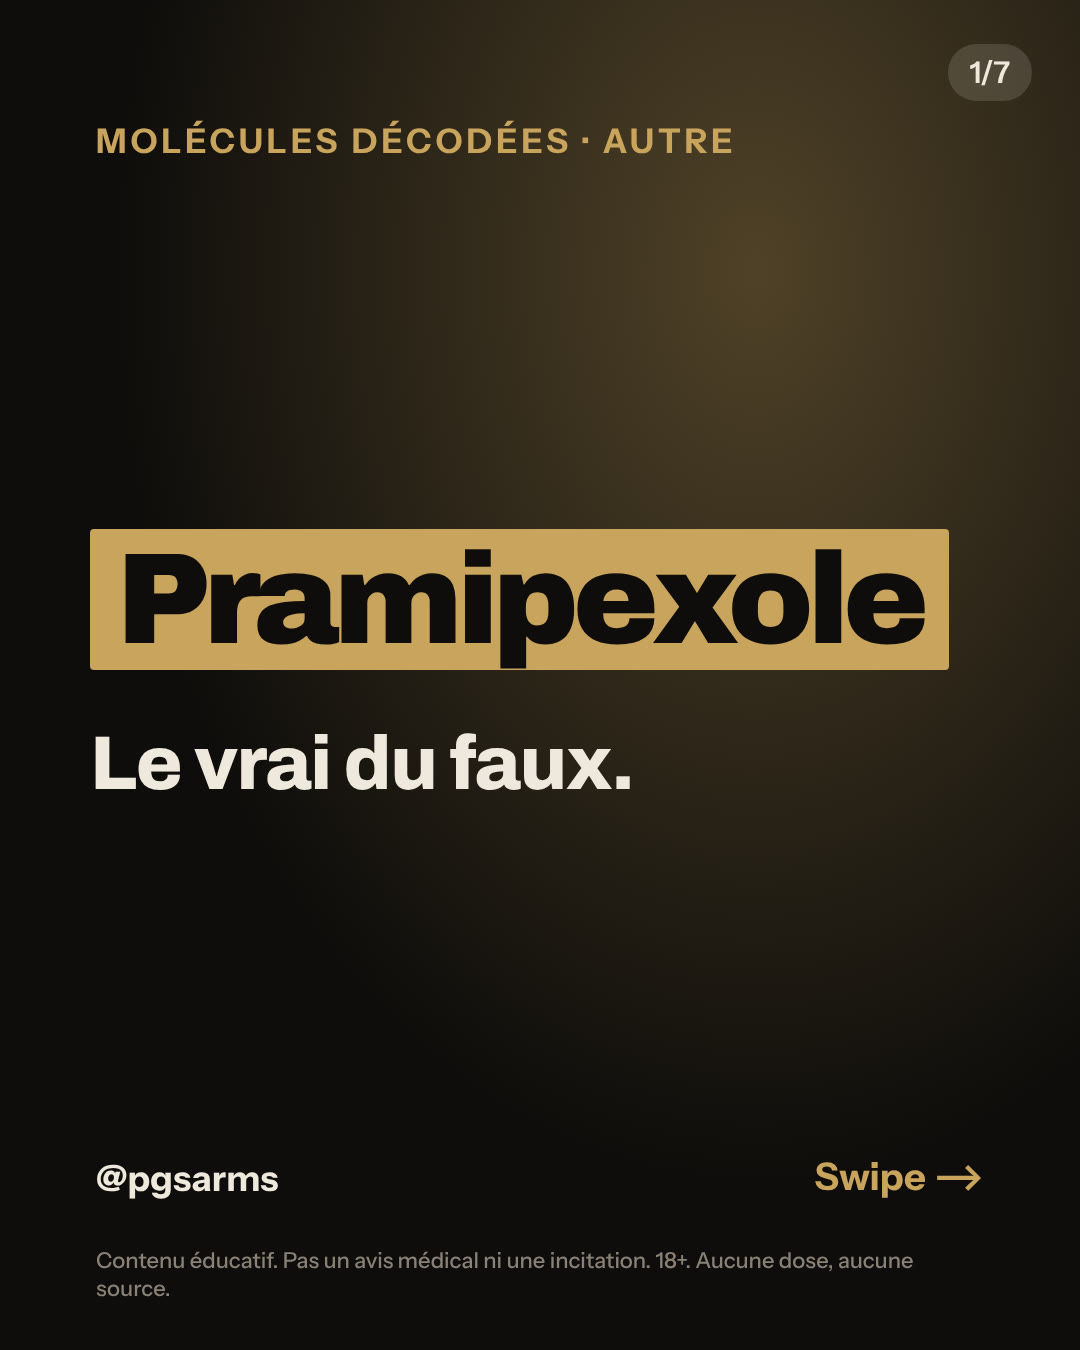 1/7
MOLÉCULES DÉCODÉES · AUTRE
Pramipexole
Le vrai du faux.
@pgsarms
Swipe →
Contenu éducatif. Pas un avis médical ni une incitation. 18+. Aucune dose, aucune
source.